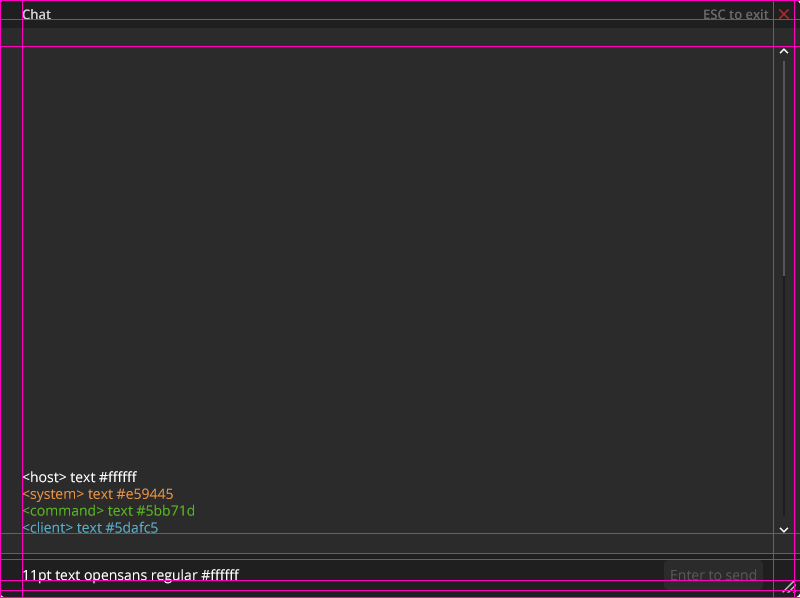 Chat
ESC to exit
<host> text #ffffff
<system> text #e59445
<command> text #5bb71d
<client> text #5dafc5
11pt text opensans regular #ffffff
Enter to send